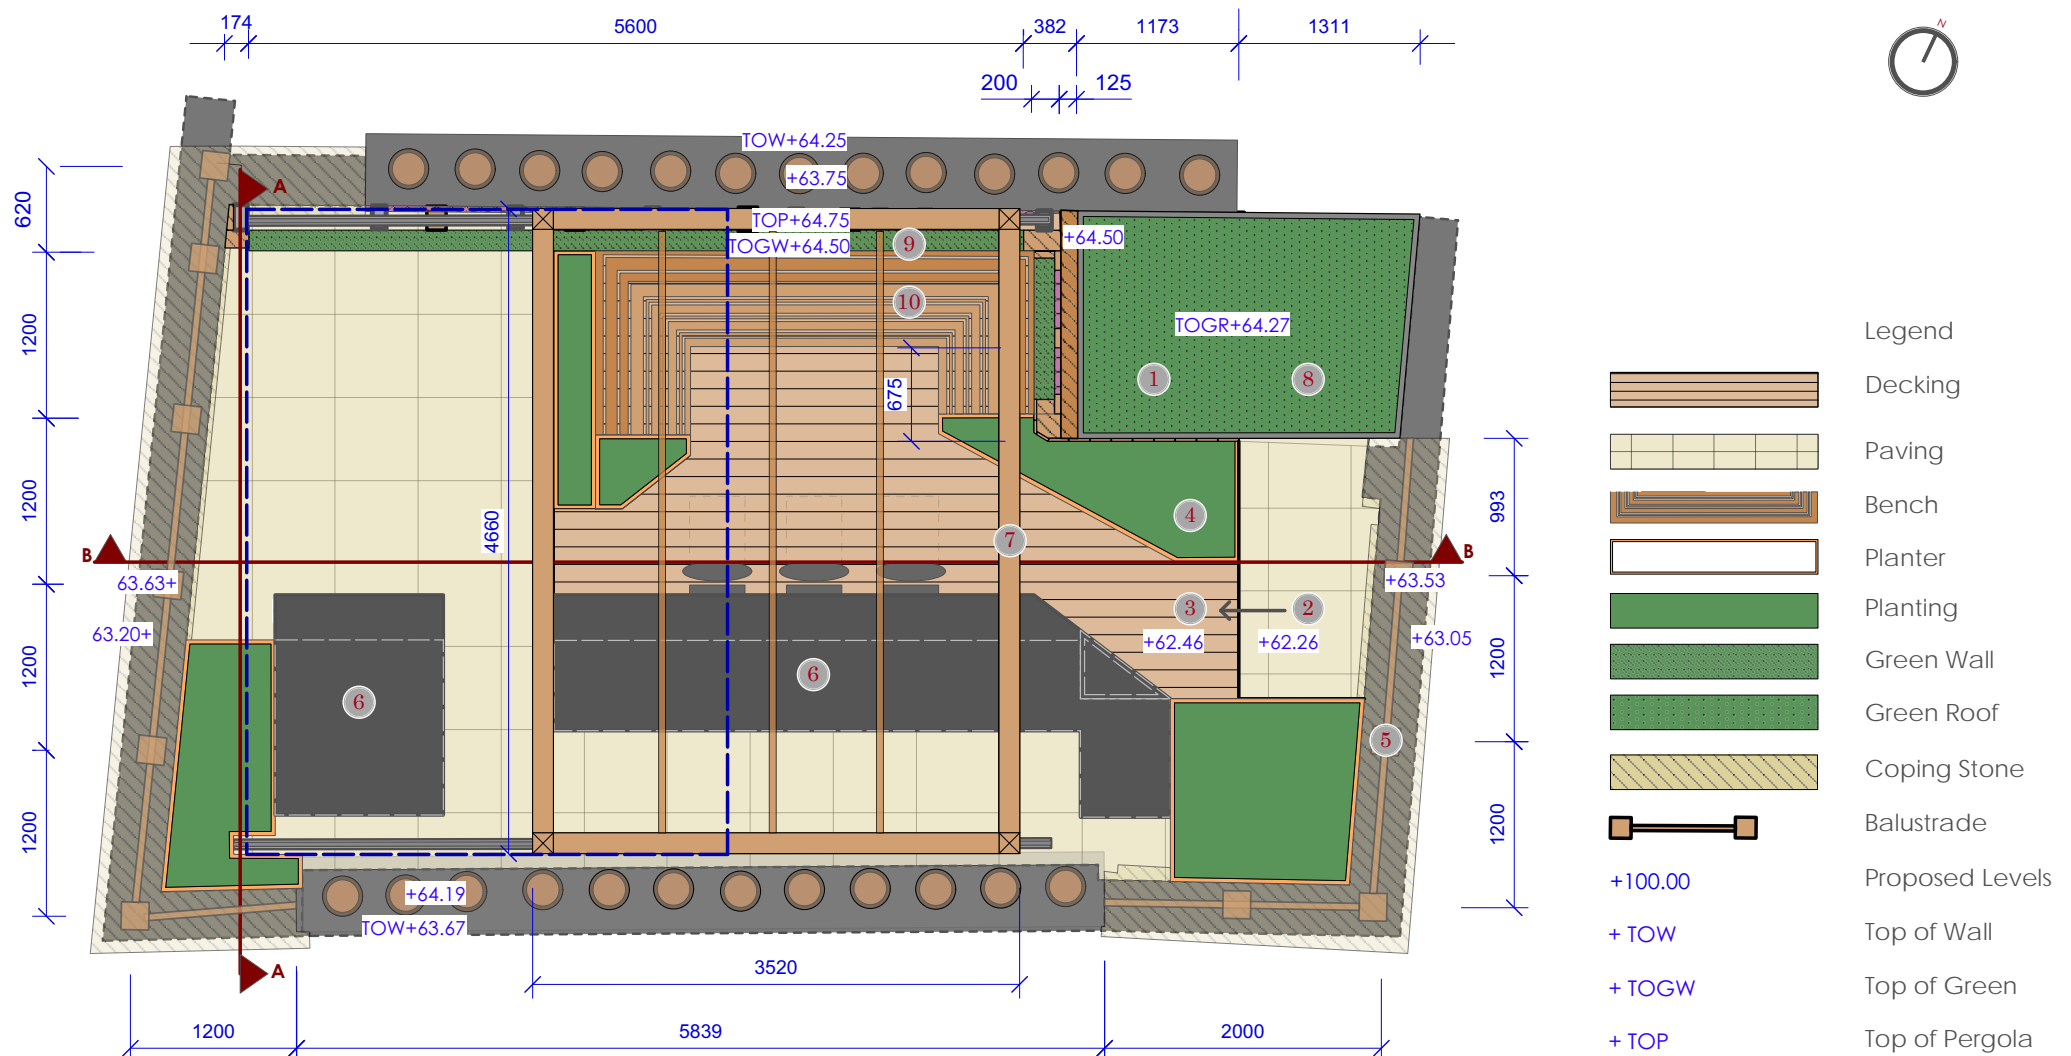 174
5600
382
1173
1311
N
200
125
TOW+64.25
+63.75
A
620
TOP+64.75
TOGW+64.50
9
+64.50
10
TOGR+64.27
1
8
1200
675
Legend
Decking
Paving
Bench
Planter
Planting
Green Wall
Green Roof
Coping Stone
Balustrade
+100.00 Proposed Levels
+ TOW Top of Wall
+ TOGW Top of Green
+ TOP Top of Pergola
1200
4660
4
993
7
B
B
63.63+
+63.53
63.20+
3
2
+62.46
+62.26
+63.05
1200
1200
6
6
5
1200
1200
+64.19
TOW+63.67
A
3520
1200
5839
2000